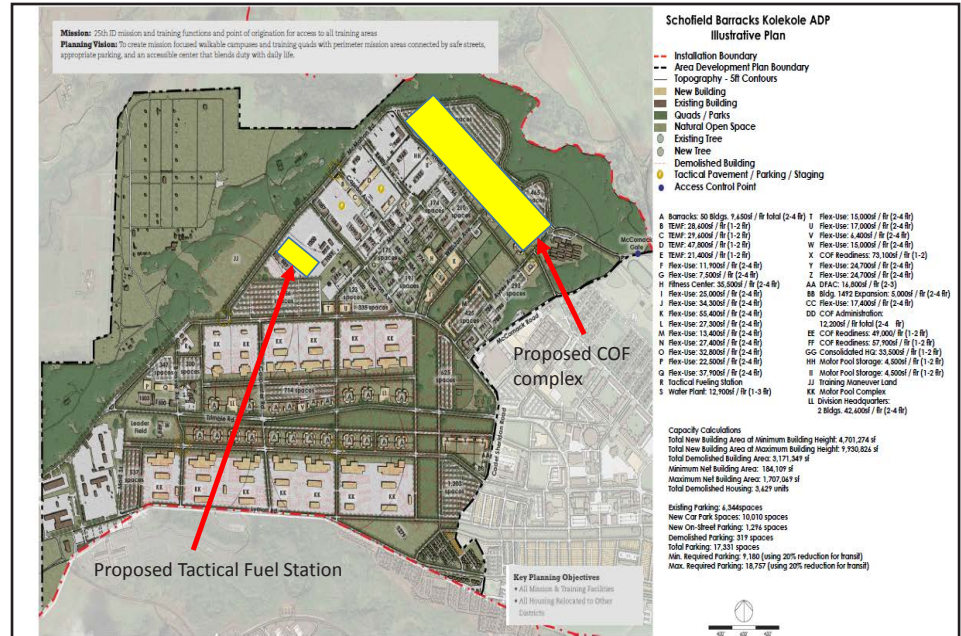 Mission: 25th ID mission and training functions and point of origination for access to all training areas
Planning Vision: To create mission focused walkable campuses and training quads with perimeter mission areas connected by safe streets,
appropriate parking, and an accessible center that blends duty with daily life.
Schofield Barracks Kolekole ADP
Illustrative Plan
Installation Boundary
Area Development Plan Boundary
Topography - 5ft Contours
New Building
Existing Building
Quads / Parks
Natural Open Space
Existing Tree
New Tree
Demolished Building
Tactical Pavement / Parking / Staging
Access Control Point
A Barracks: 50 Bldgs. 9,650sf / flr total (2-4 flr)
B TEMF: 28,600sf / flr (1-2 flr)
C TEMF: 29,600sf / flr (1-2 flr)
D TEMF: 47,800sf / flr (1-2 flr)
E TEMF: 21,400sf / flr (1-2 flr)
F Flex-Use: 11,900sf / flr (2-4 flr)
G Flex-Use: 7,500sf / flr (2-4 flr)
H Fitness Center: 35,500sf / flr (2-4 flr)
I Flex-Use: 25,000sf / flr (2-4 flr)
J Flex-Use: 34,300sf / flr (2-4 flr)
K Flex-Use: 55,400sf / flr (2-4 flr)
L Flex-Use: 27,300sf / flr (2-4 flr)
M Flex-Use: 13,400sf / flr (2-4 flr)
N Flex-Use: 27,400sf / flr (2-4 flr)
O Flex-Use: 32,800sf / flr (2-4 flr)
P Flex-Use: 22,500sf / flr (2-4 flr)
Q Flex-Use: 37,900sf / flr (2-4 flr)
R Tactical Fueling Station
S Water Plant: 12,900sf / flr (1-3 flr)
T Flex-Use: 15,000sf / flr (2-4 flr)
U Flex-Use: 17,000sf / flr (2-4 flr)
V Flex-Use: 6,400sf / flr (2-4 flr)
W Flex-Use: 15,000sf / flr (2-4 flr)
X COF Readiness: 73,100sf / flr (1-2)
Y Flex-Use: 24,700sf / flr (2-4 flr)
Z Flex-Use: 24,700sf / flr (2-4 flr)
AA DFAC: 16,800sf / flr (2-3)
BB Bldg. 1492 Expansion: 5,000sf / flr (2-4 flr)
CC Flex-Use: 17,400sf / flr (2-4 flr)
DD COF Administration:
12,200sf / flr total (2-4 flr)
EE COF Readiness: 49,000/ flr (1-2 flr)
FF COF Readiness: 57,900sf / flr (1-2 flr)
GG Consolidated HQ: 33,500sf / flr (1-2 flr)
HH Motor Pool Storage: 4,500sf / flr (1-2 flr)
II Motor Pool Storage: 4,500sf / flr (1-2 flr)
JJ Training Maneuver Land
KK Motor Pool Complex
LL Division Headquarters:
2 Bldgs. 42,600sf / flr (2-4 flr)
Capacity Calculations
Total New Building Area at Minimum Building Height: 4,701,274 sf
Total New Building Area at Maximum Building Height: 9,930,826 sf
Total Demolished Building Area: 3,171,349 sf
Minimum Net Building Area: 184,109 sf
Maximum Net Building Area: 1,707,069 sf
Total Demolished Housing: 3,629 units
Existing Parking: 6,344spaces
New Car Park Spaces: 10,010 spaces
New On-Street Parking: 1,296 spaces
Demolished Parking: 319 spaces
Total Parking: 17,331 spaces
Min. Required Parking: 9,180 (using 20% reduction for transit)
Max. Required Parking: 18,757 (using 20% reduction for transit)
McCornack
Gate
McCornack Road
Proposed COF
complex
714 spaces
Trimble Rd
Leader
Field
Lyman Rd
Proposed Tactical Fuel Station
Key Planning Objectives
• All Mission & Training Facilities
• All Housing Relocated to Other
Districts